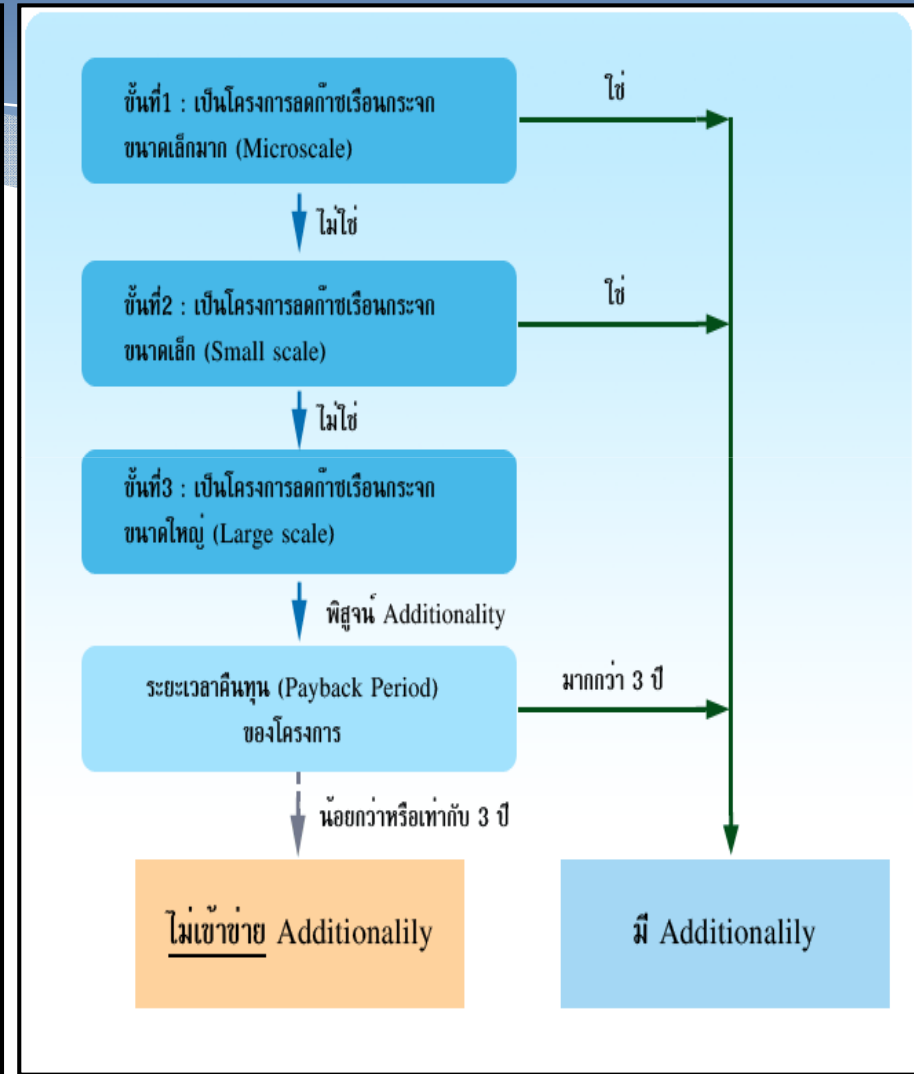 ขั้นที่1 : เป็นโครงการลดก๊าซเรือนกระจก
ขนาดเล็กมาก (Microscale)
ใช่
ไม่ใช่
ขั้นที่2 : เป็นโครงการลดก๊าซเรือนกระจก
ขนาดเล็ก (Small scale)
ใช่
ไม่ใช่
ขั้นที่3 : เป็นโครงการลดก๊าซเรือนกระจก
ขนาดใหญ่ (Large scale)
พิสูจน์ Additionality
ระยะเวลาคืนทุน (Payback Period)
ของโครงการ
มากกว่า 3 ปี
น้อยกว่าหรือเท่ากับ 3 ปี
ไม่เข้าข่าย Additionalily
มี Additionalily